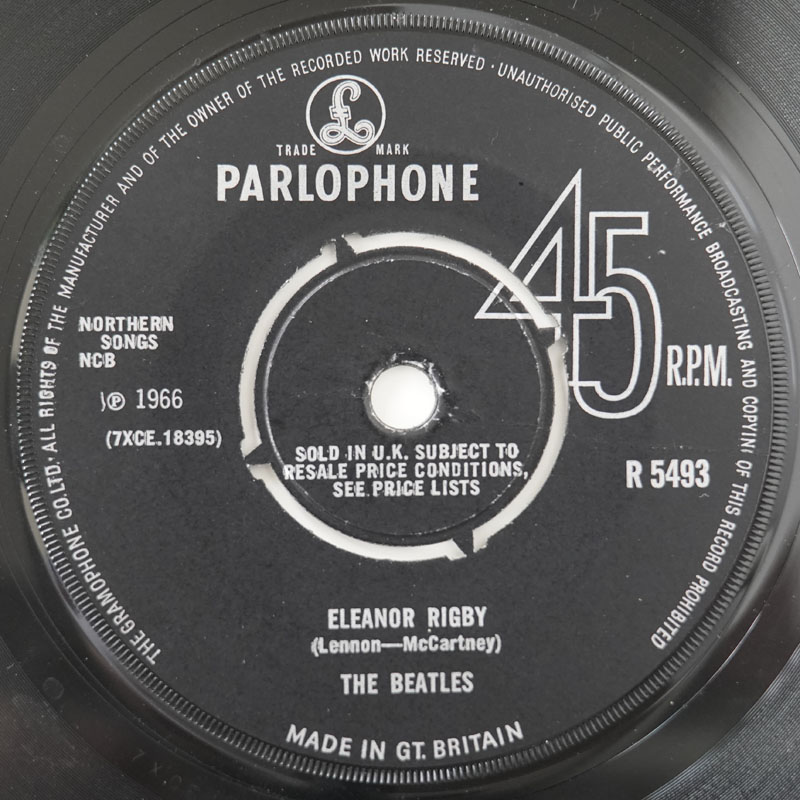 THE GRAMOPHONE CO.LTD. ALL RIGHTS OF THE MANUFACTURER AND OF THE OWNER OF THE RECORDED WORK RESERVED · UNAUTHORISED PUBLIC PERFORMANCE BROADCASTING AND COPYING OF THIS RECORD PROHIBITED
£
TRADE MARK
PARLOPHONE
45
R.P.M.
NORTHERN
SONGS
NCB
℗ 1966
(7XCE.18395)
SOLD IN U.K. SUBJECT TO
RESALE PRICE CONDITIONS,
SEE PRICE LISTS
R 5493
ELEANOR RIGBY
(Lennon—McCartney)
THE BEATLES
MADE IN GT. BRITAIN